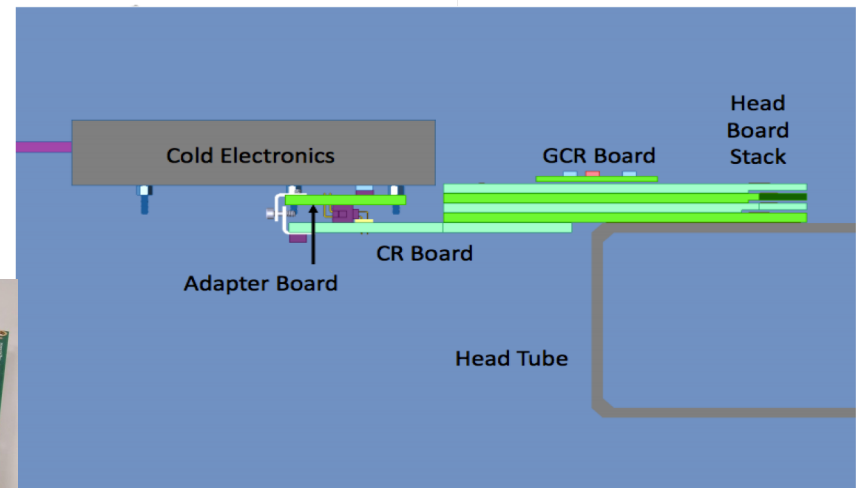 Head
Board
Stack
Cold Electronics
GCR Board
CR Board
Adapter Board
Head Tube